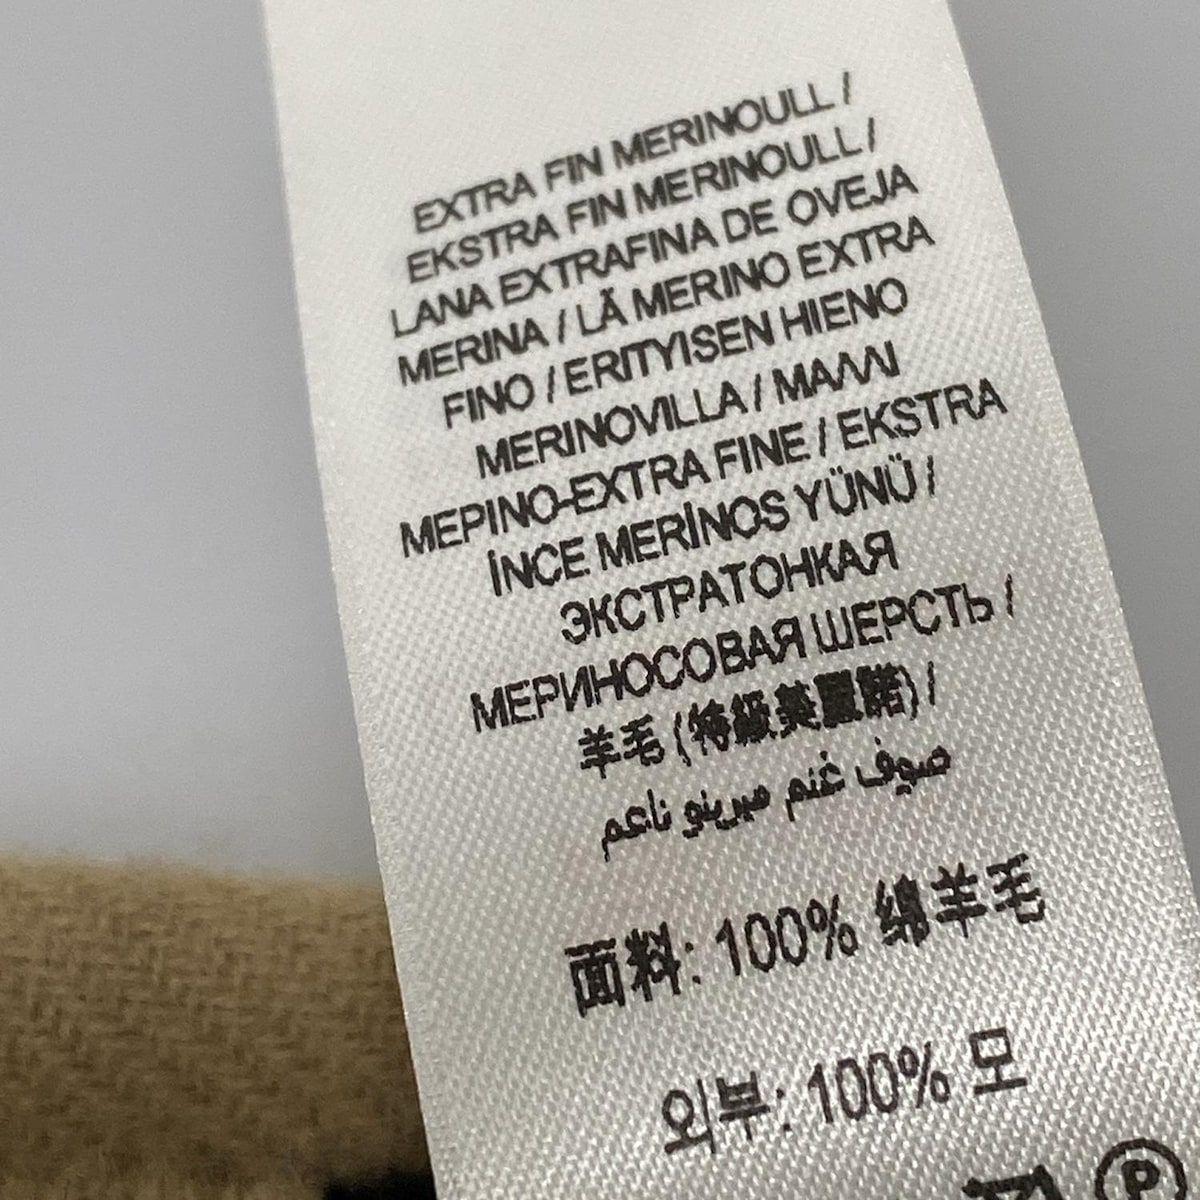 EXTRA FIN MERINOULL /
EKSTRA FIN MERINOULL /
LANA EXTRAFINA DE OVEJA
MERINA / LÃ MERINO EXTRA
FINO / ERITYISEN HIENO
MERINOVILLA / ΜΑΛΛΙ
ΜΕΡΙΝΟ-EXTRA FINE / EKSTRA
İNCE MERİNOS YÜNÜ /
ЭКСТРАТОНКАЯ
МЕРИНОСОВАЯ ШЕРСТЬ /
羊毛 (特級美麗諾) /
صوف غنم ميرينو ناعم
面料: 100% 绵羊毛
외부: 100% 모